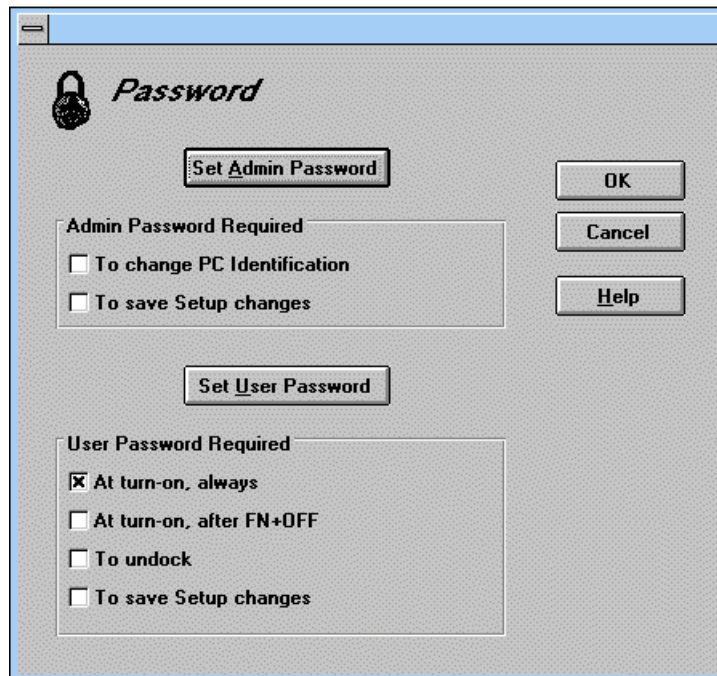 Password
Set Admin Password
OK
Admin Password Required
Cancel
To change PC Identification
To save Setup changes
Help
Set User Password
User Password Required
At turn-on, always
At turn-on, after FN+OFF
To undock
To save Setup changes